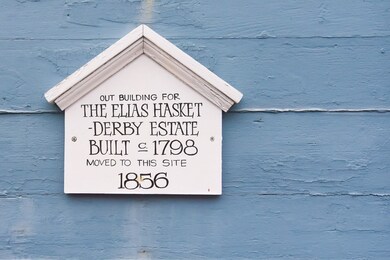 OUT BUILDING FOR
THE ELIAS HASKET
-DERBY ESTATE
BUILT c 1798
MOVED TO THIS SITE
1856